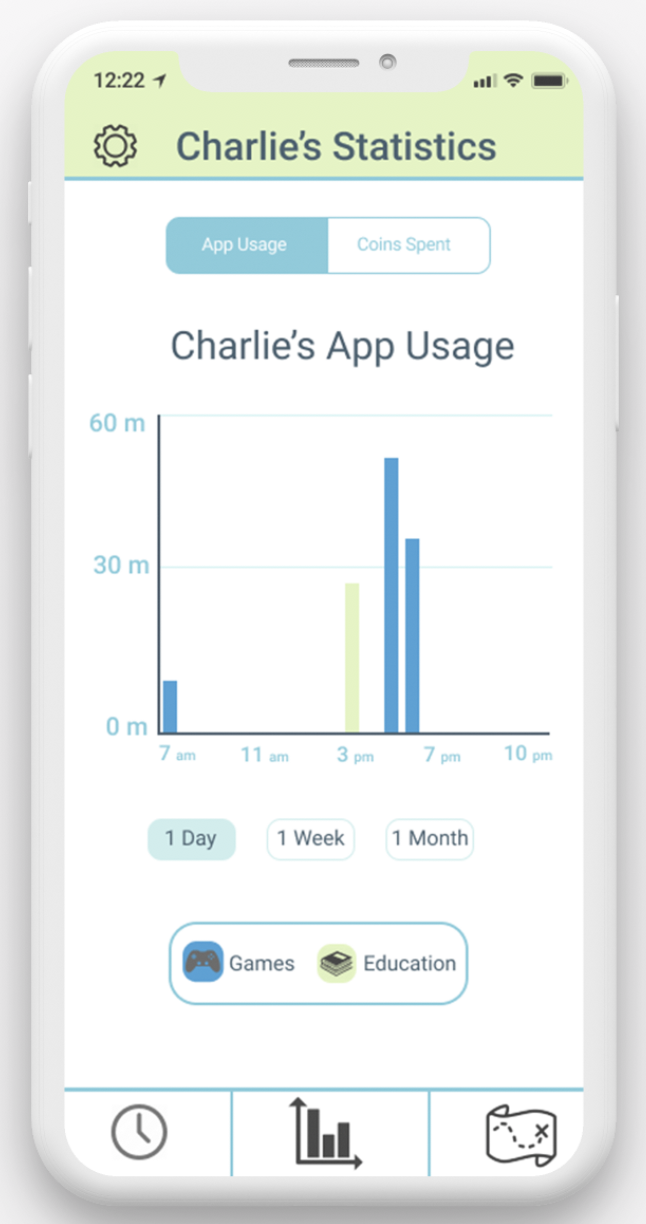 12:22
Charlie’s Statistics
App Usage Coins Spent
Charlie’s App Usage
60 m
30 m
0 m
7 am 11 am 3 pm 7 pm 10 pm
1 Day 1 Week 1 Month
Games Education